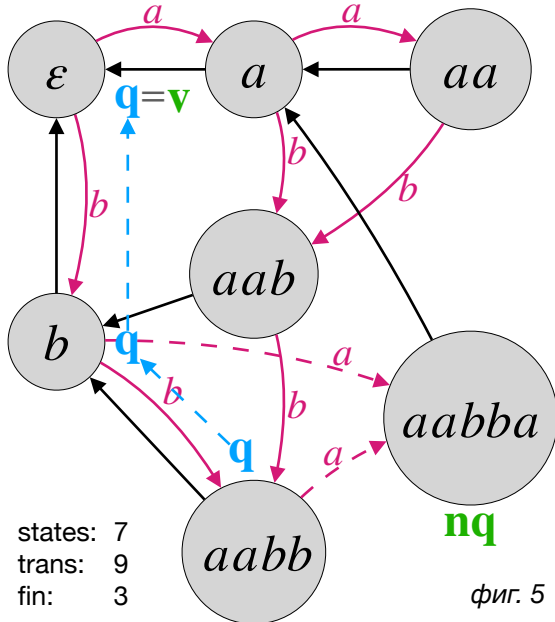 a a
ε a aa
q=v
b b b
aab
b q a
b b
q a aabba
nq
aabb
states: 7
trans: 9
fin: 3
фиг. 5